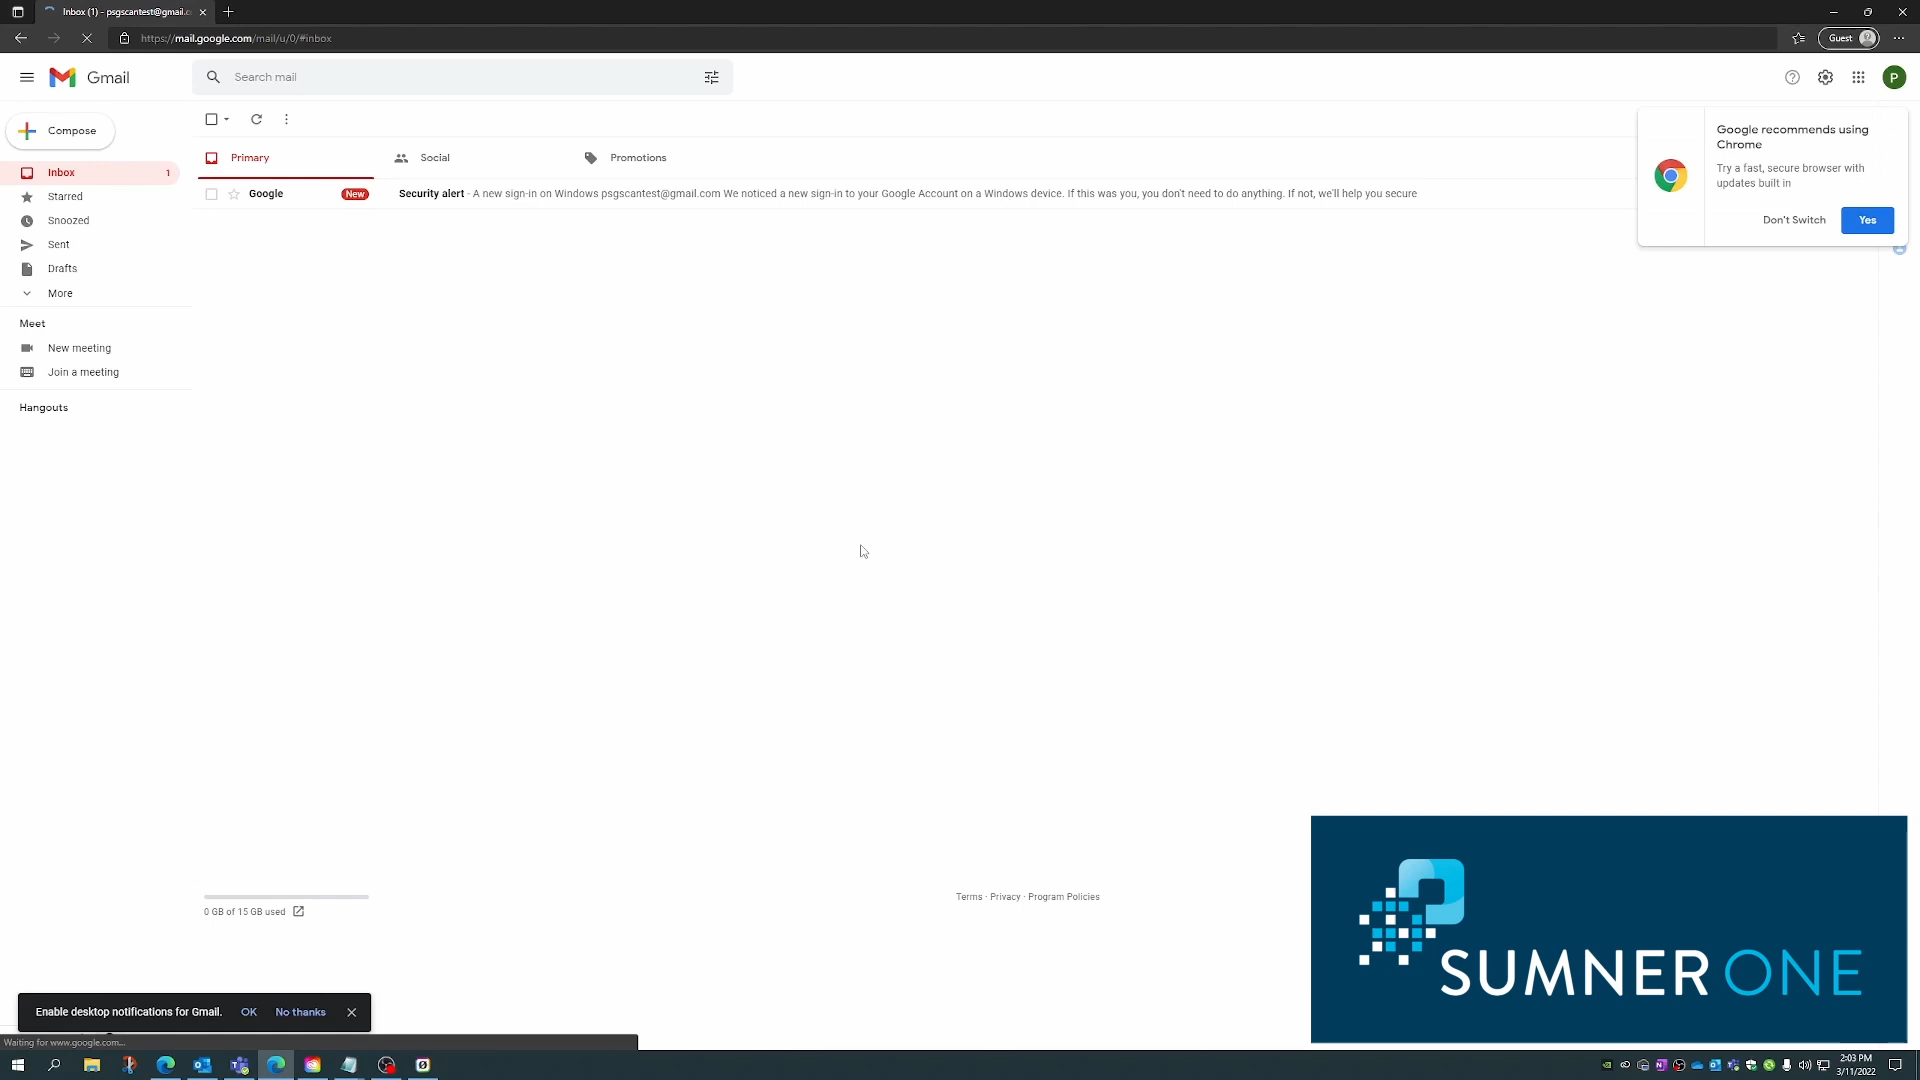 Inbox (1) - psgscantest@gmail.c
https://mail.google.com/mail/u/0/#inbox
Guest
Gmail
Search mail
P
Compose
Google recommends using
Chrome
Try a fast, secure browser with
updates built in
Don't Switch
Yes
Primary
Social
Promotions
Inbox 1
Google New Security alert - A new sign-in on Windows psgscantest@gmail.com We noticed a new sign-in to your Google Account on a Windows device. If this was you, you don't need to do anything. If not, we'll help you secure
Starred
Snoozed
Sent
Drafts
More
Meet
New meeting
Join a meeting
Hangouts
0 GB of 15 GB used
Terms · Privacy · Program Policies
SUMNERONE
Enable desktop notifications for Gmail. OK No thanks
Waiting for www.google.com...
2:03 PM
3/11/2022